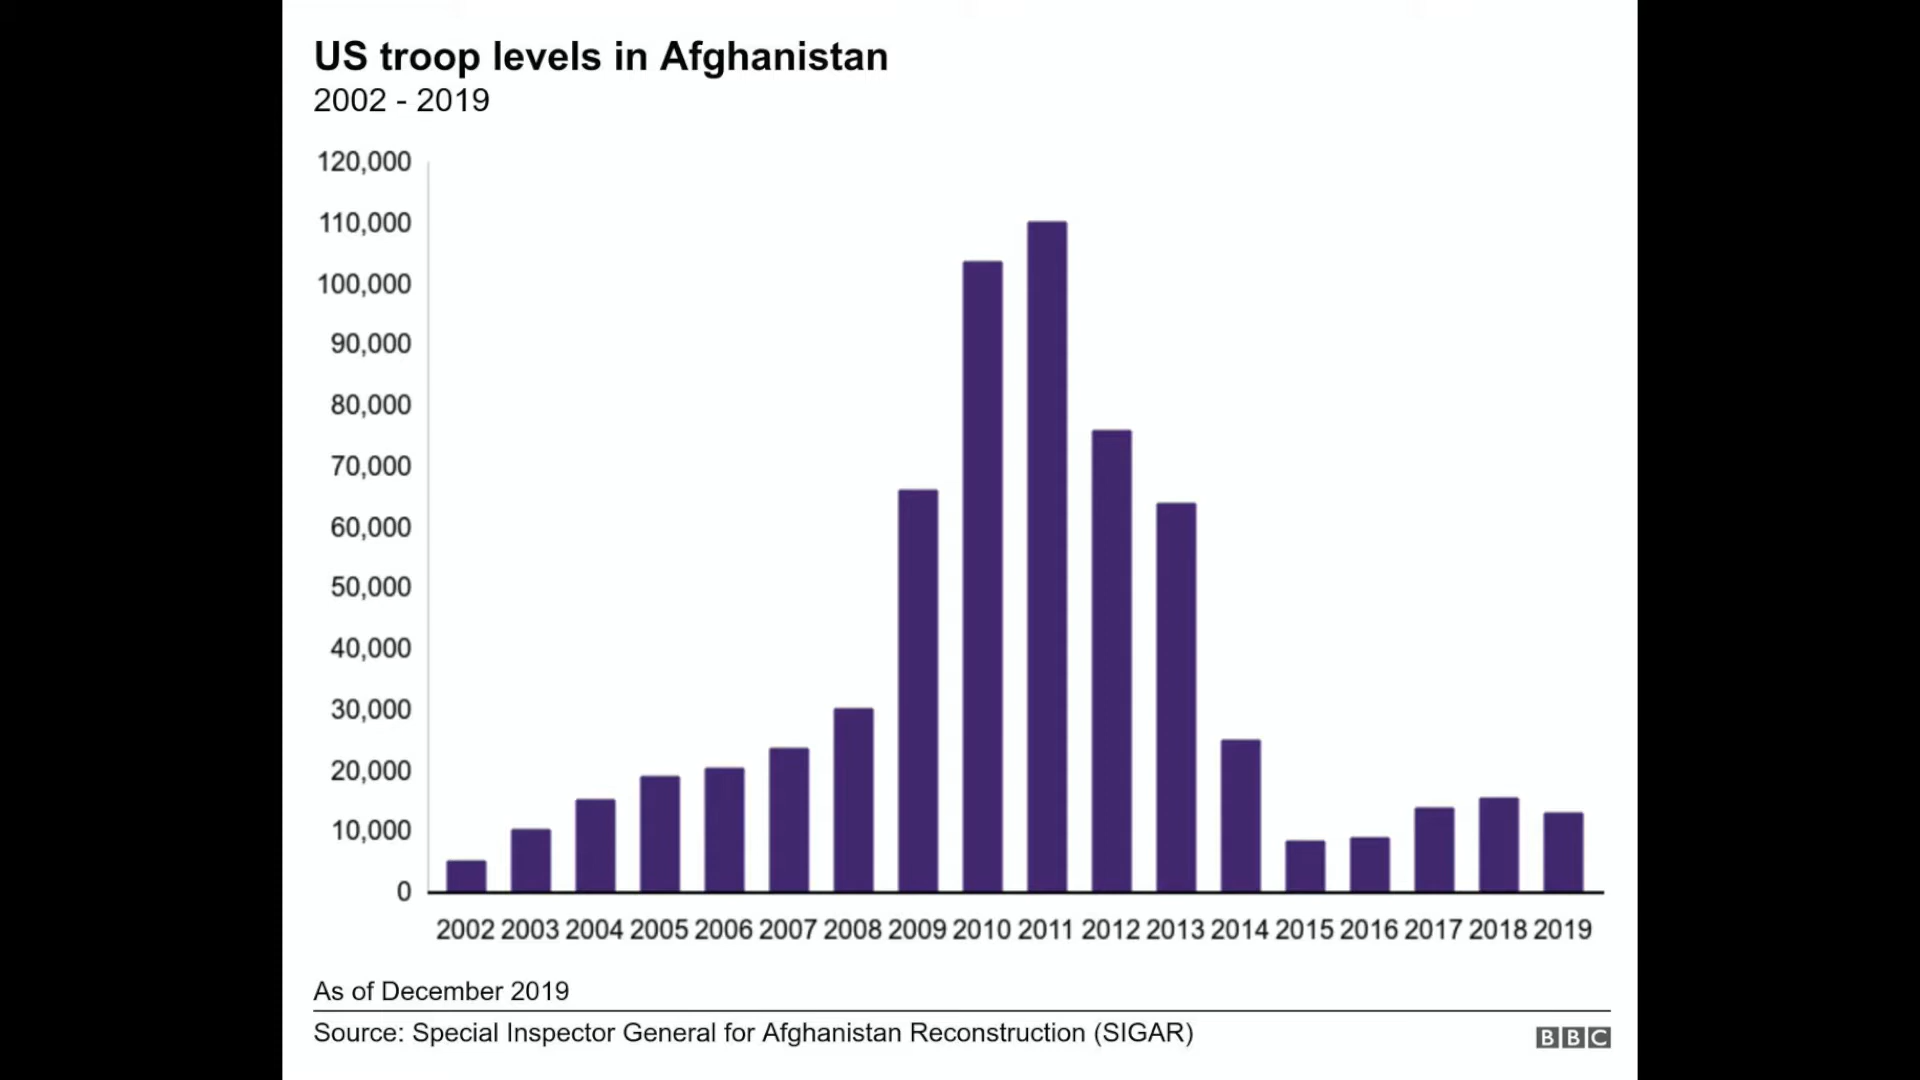 US troop levels in Afghanistan
2002 - 2019
120,000
110,000
100,000
90,000
80,000
70,000
60,000
50,000
40,000
30,000
20,000
10,000
0
2002 2003 2004 2005 2006 2007 2008 2009 2010 2011 2012 2013 2014 2015 2016 2017 2018 2019
As of December 2019
Source: Special Inspector General for Afghanistan Reconstruction (SIGAR)
BBC